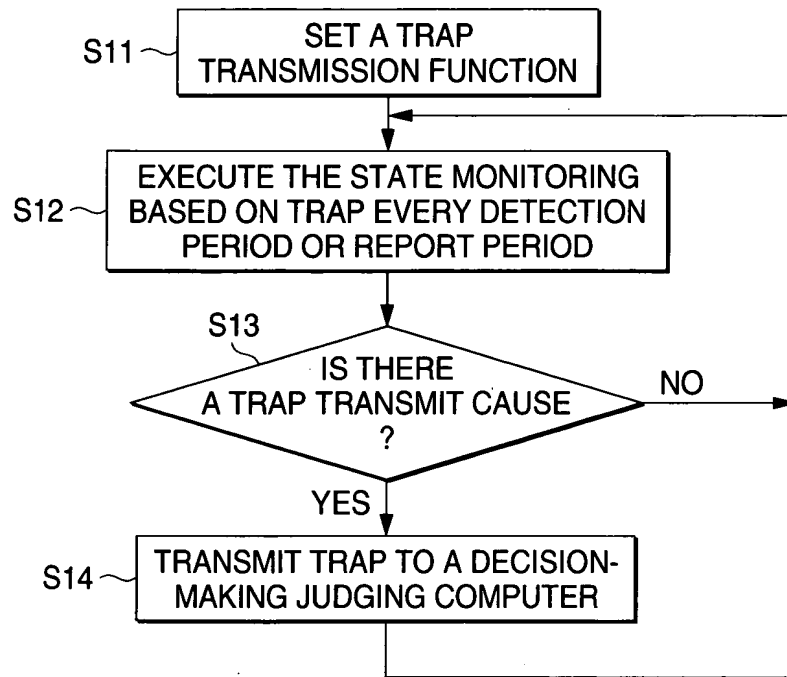 S11
SET A TRAP
TRANSMISSION FUNCTION
S12
EXECUTE THE STATE MONITORING
BASED ON TRAP EVERY DETECTION
PERIOD OR REPORT PERIOD
S13
IS THERE
A TRAP TRANSMIT CAUSE
?
NO
YES
S14
TRANSMIT TRAP TO A DECISION-
MAKING JUDGING COMPUTER